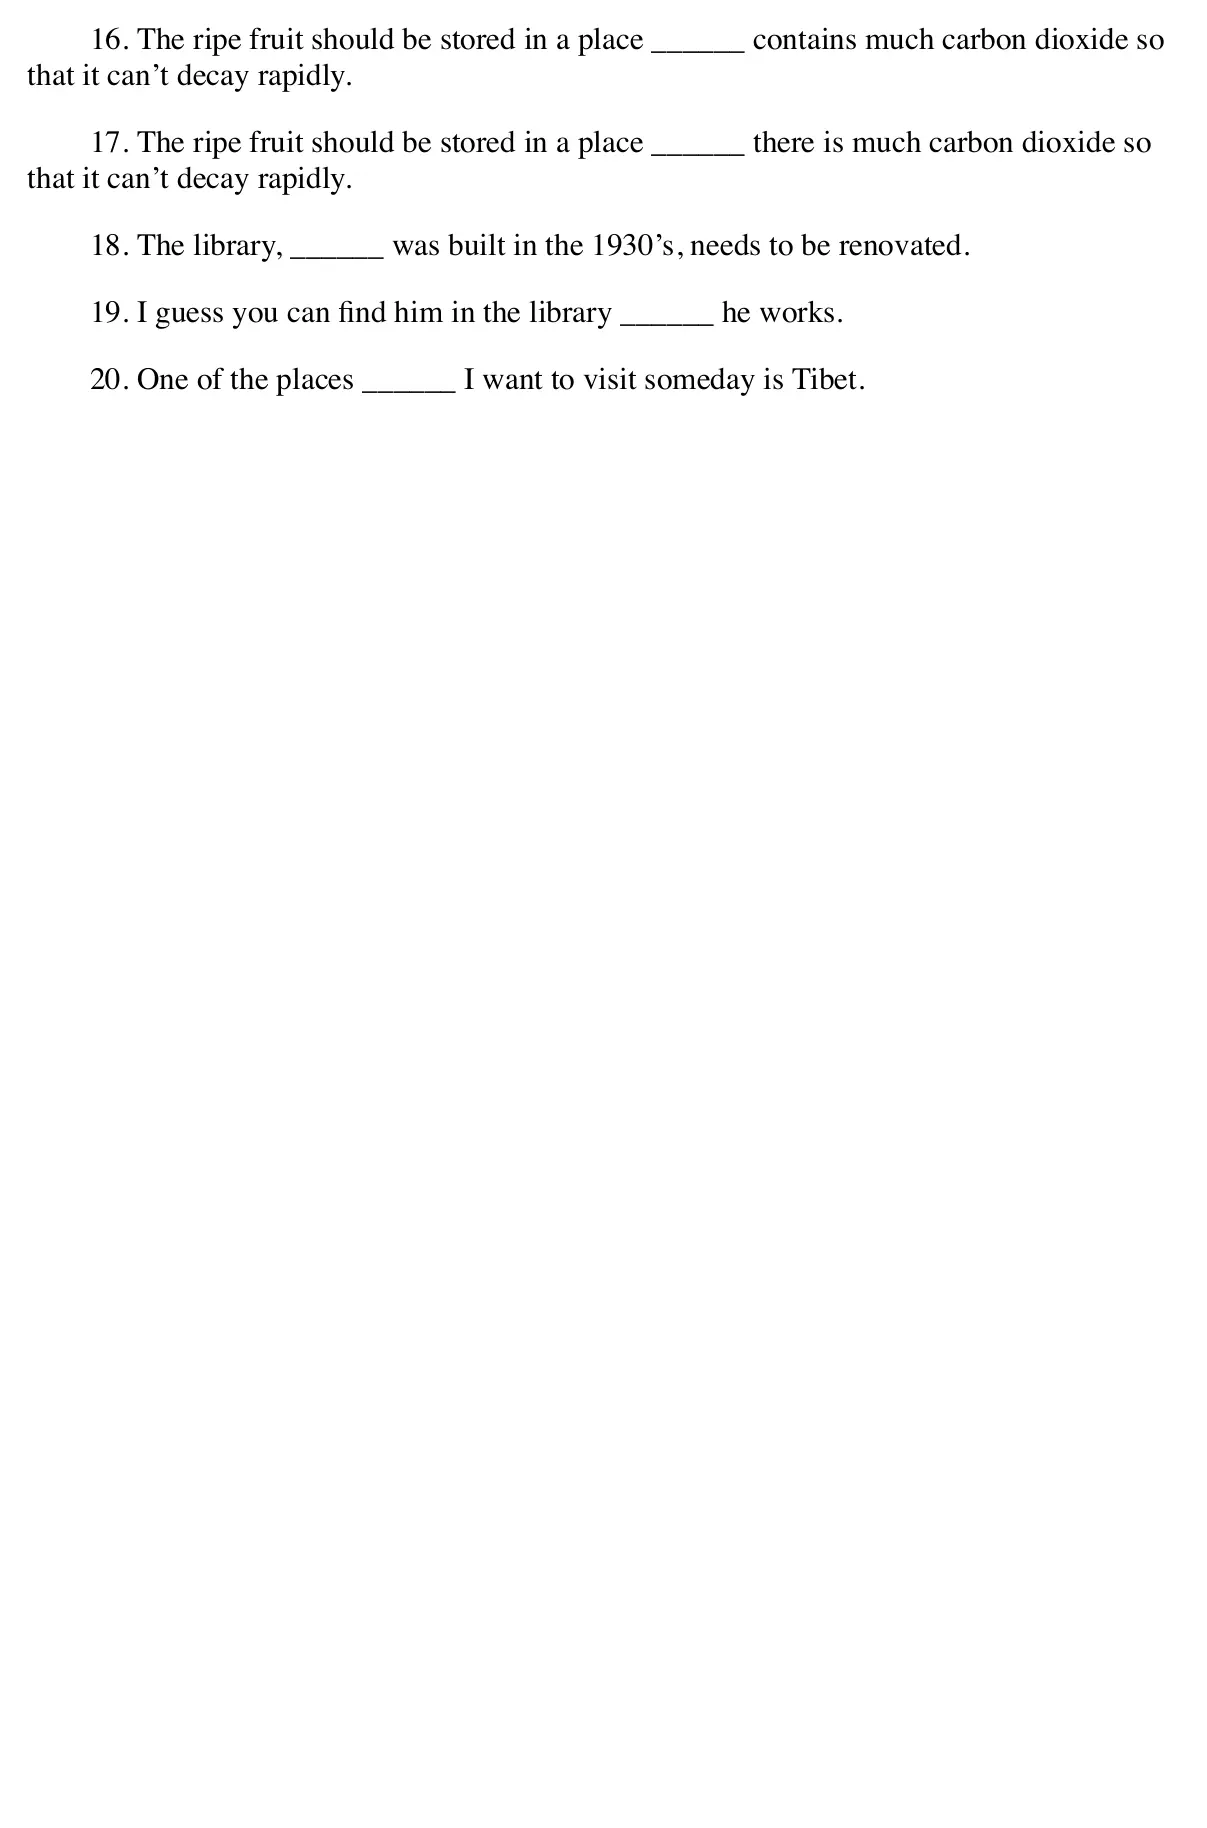 16. The ripe fruit should be stored in a place ______ contains much carbon dioxide so
that it can’t decay rapidly.
17. The ripe fruit should be stored in a place ______ there is much carbon dioxide so
that it can’t decay rapidly.
18. The library, ______ was built in the 1930’s, needs to be renovated.
19. I guess you can find him in the library ______ he works.
20. One of the places ______ I want to visit someday is Tibet.